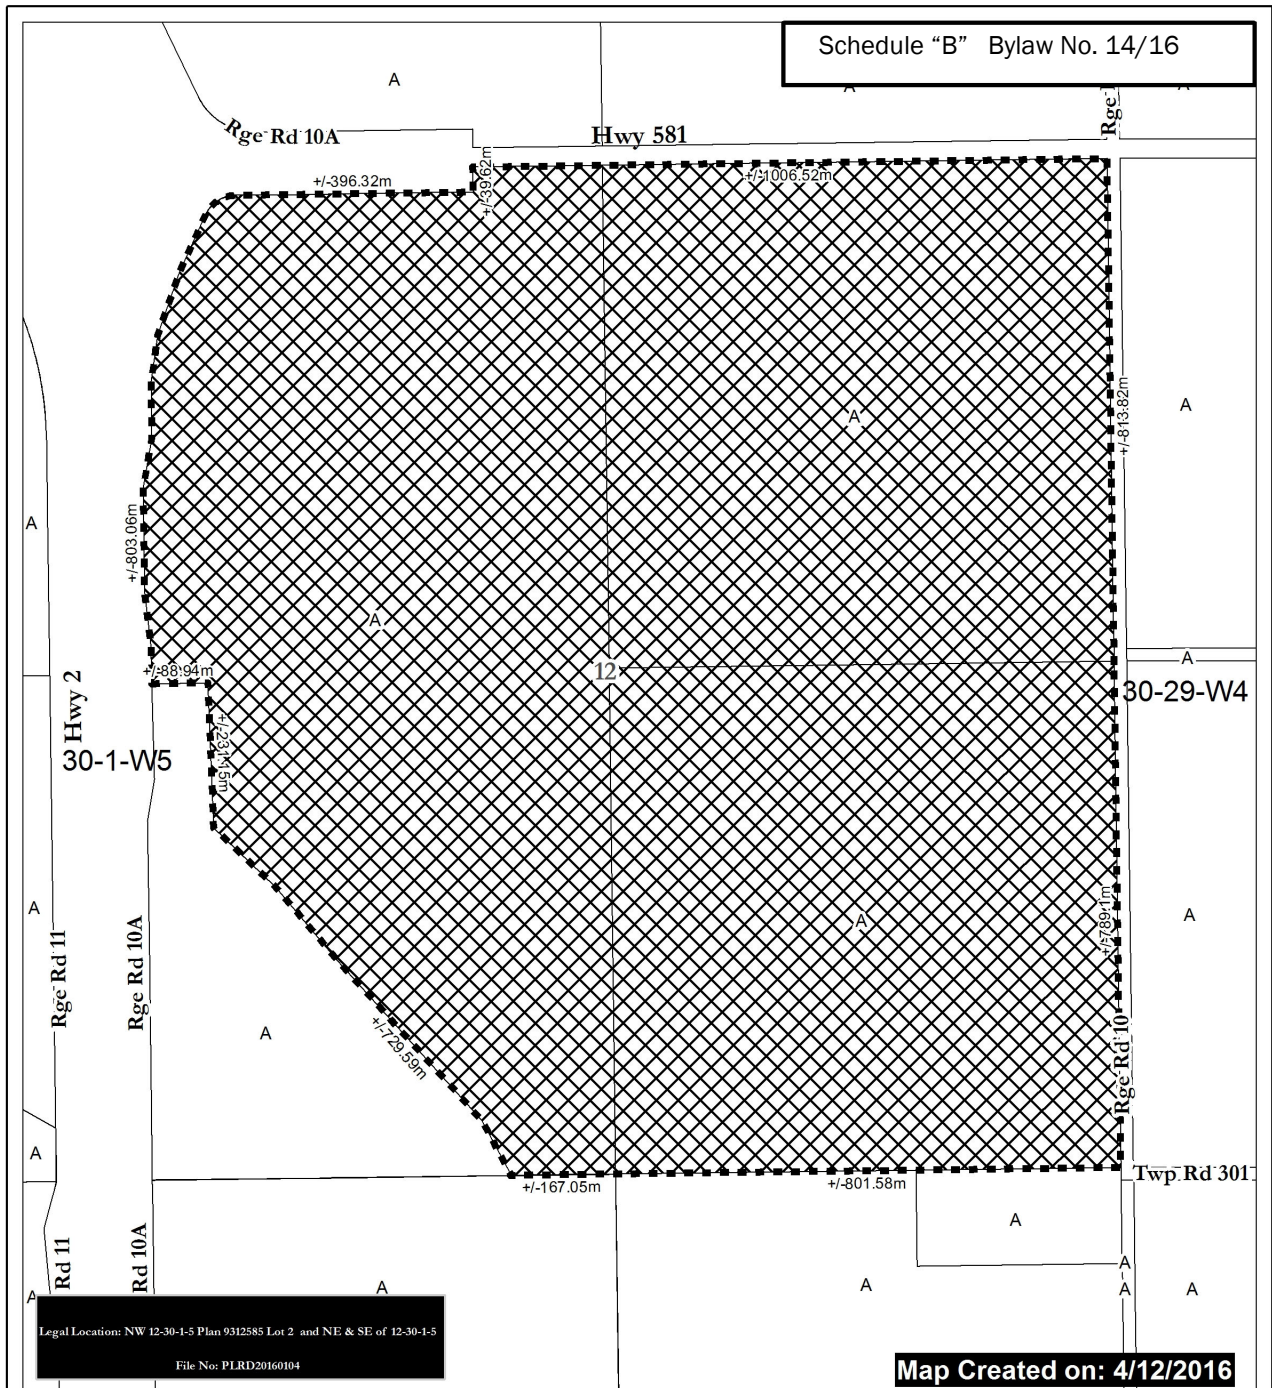 Schedule “B” Bylaw No. 14/16
A
A
A
Rge
Rge Rd 10A
Hwy 581
+/-396.32m
+/-39.62m
+/-1006.52m
A
A
+/-813.82m
A
+/-803.06m
A
+/-88.94m
12
A
30-29-W4
Hwy 2
30-1-W5
+/-231.15m
A
Rge Rd 11
Rge Rd 10A
A
+/-789.1m
A
A
+/-729.59m
Rge Rd 10
A
+/-167.05m
+/-801.58m
Twp Rd 301
A
Rd 11
Rd 10A
A
A
A
A
A
A
Legal Location: NW 12-30-1-5 Plan 9312585 Lot 2 and NE & SE of 12-30-1-5
File No: PLRD20160104
Map Created on: 4/12/2016